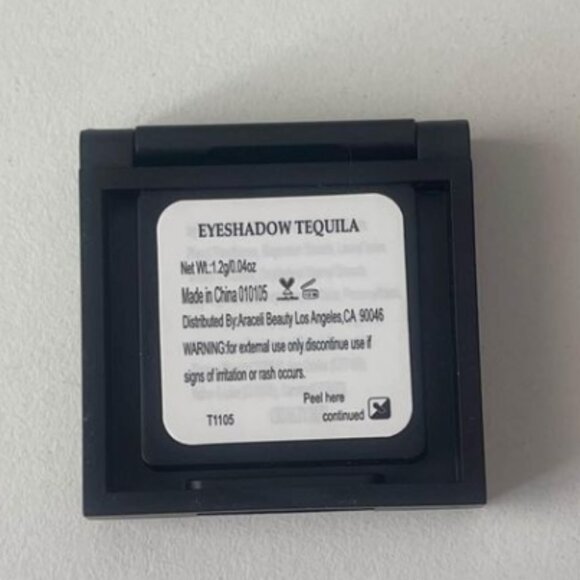 EYESHADOW TEQUILA
Net Wt.:1.2g/0.04oz
Made in China 010105
Distributed By:Araceli Beauty Los Angeles,CA 90046
WARNING:for external use only discontinue use if
signs of irritation or rash occurs.
Peel here
T1105 continued